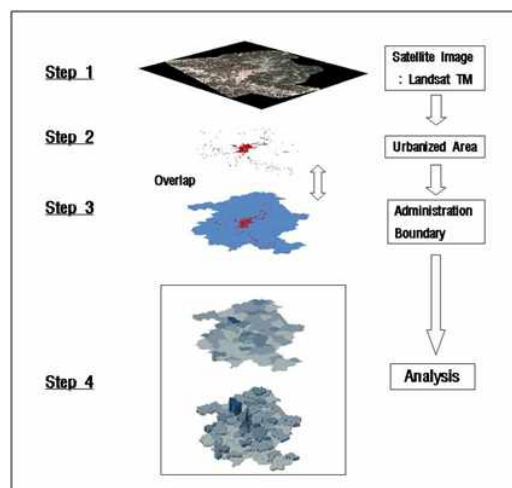 Step 1
Satellite Image
: Landsat TM
Step 2
Urbanized Area
Overlap
Step 3
Administration
Boundary
Step 4
Analysis